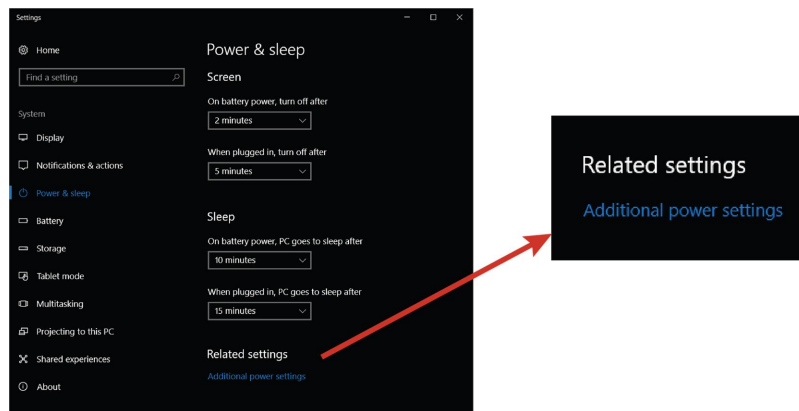 Settings
Home
Find a setting
System
Display
Notifications & actions
Power & sleep
Battery
Storage
Tablet mode
Multitasking
Projecting to this PC
Shared experiences
About
Power & sleep
Screen
On battery power, turn off after
2 minutes
When plugged in, turn off after
5 minutes
Sleep
On battery power, PC goes to sleep after
10 minutes
When plugged in, PC goes to sleep after
15 minutes
Related settings
Additional power settings
Related settings
Additional power settings